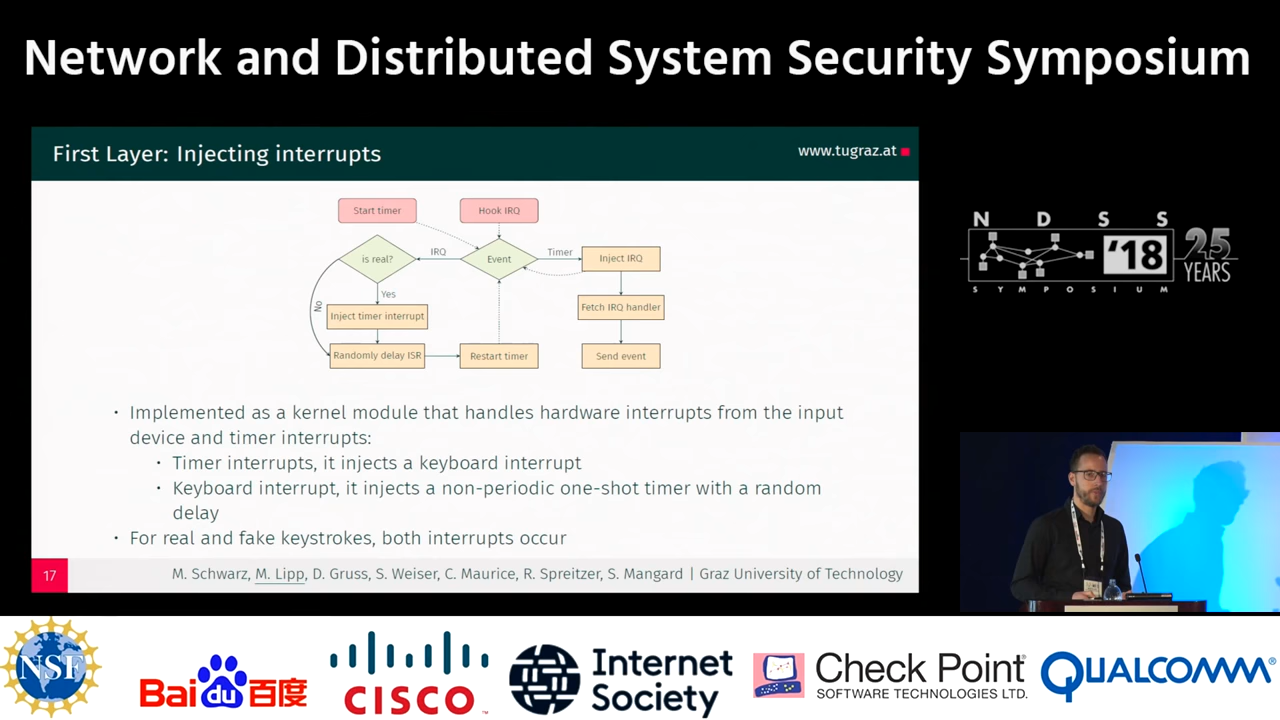 Network and Distributed System Security Symposium
First Layer: Injecting interrupts
www.tugraz.at
Start timer
Hook IRQ
is real?
IRQ
Event
Timer
Inject IRQ
Yes
No
Inject timer interrupt
Fetch IRQ handler
Randomly delay ISR
Restart timer
Send event
· Implemented as a kernel module that handles hardware interrupts from the input
device and timer interrupts:
· Timer interrupts, it injects a keyboard interrupt
· Keyboard interrupt, it injects a non-periodic one-shot timer with a random
delay
· For real and fake keystrokes, both interrupts occur
17
M. Schwarz, M. Lipp, D. Gruss, S. Weiser, C. Maurice, R. Spreitzer, S. Mangard | Graz University of Technology
N D S S
'18
25
YEARS
S Y M P O S I U M
NSF
Bai du 百度
CISCO™
Internet
Society
Check Point®
SOFTWARE TECHNOLOGIES LTD.
QUALCOMM®